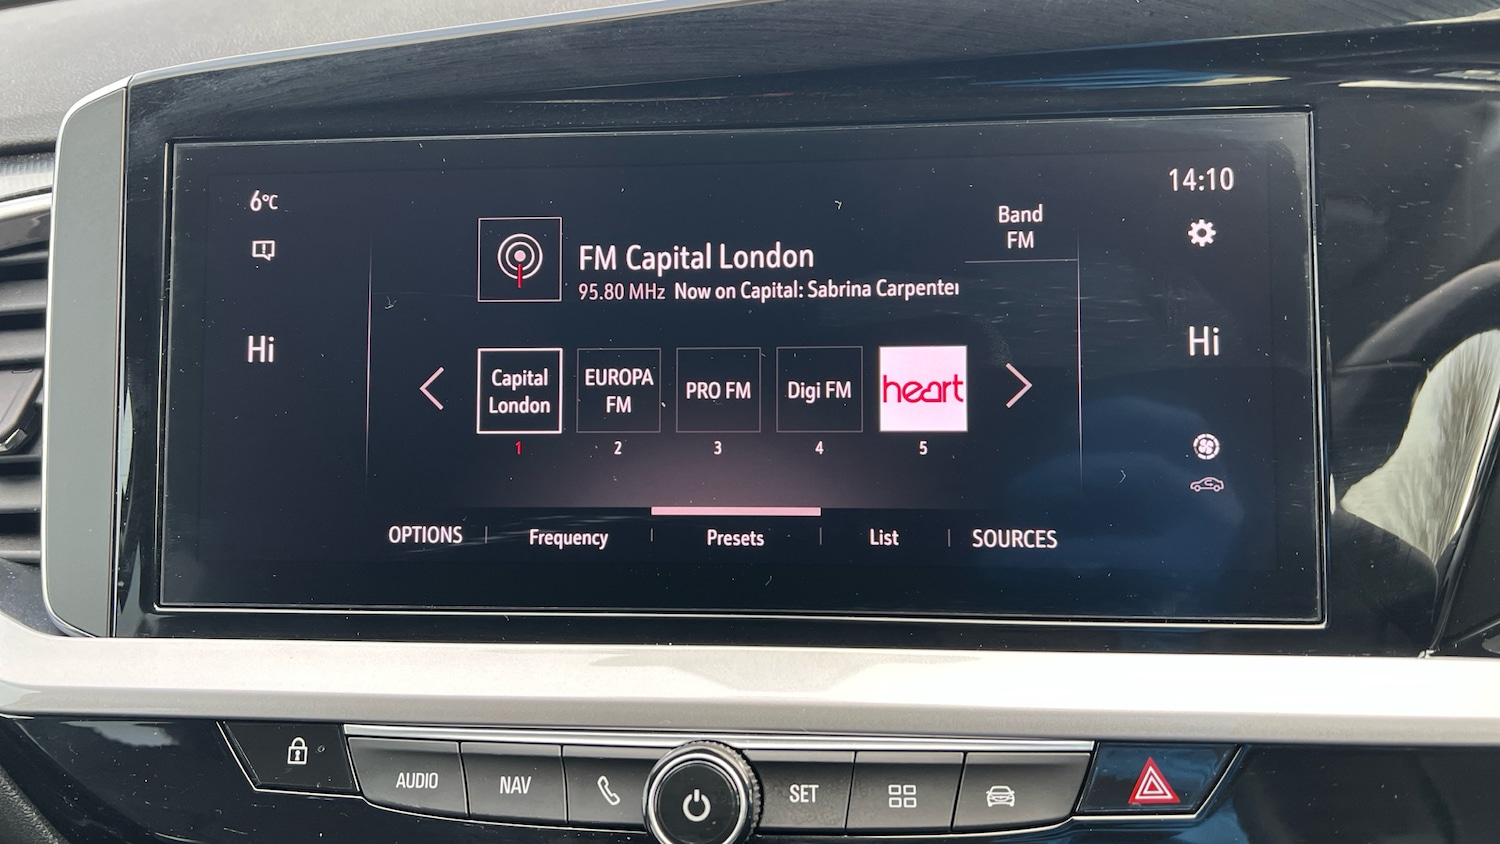 6°C
14:10
Band
FM
FM Capital London
95.80 MHz Now on Capital: Sabrina Carpenter
Hi
Hi
Capital
London
EUROPA
FM
PRO FM
Digi FM
heart
1
2
3
4
5
OPTIONS
Frequency
Presets
List
SOURCES
AUDIO
NAV
SET